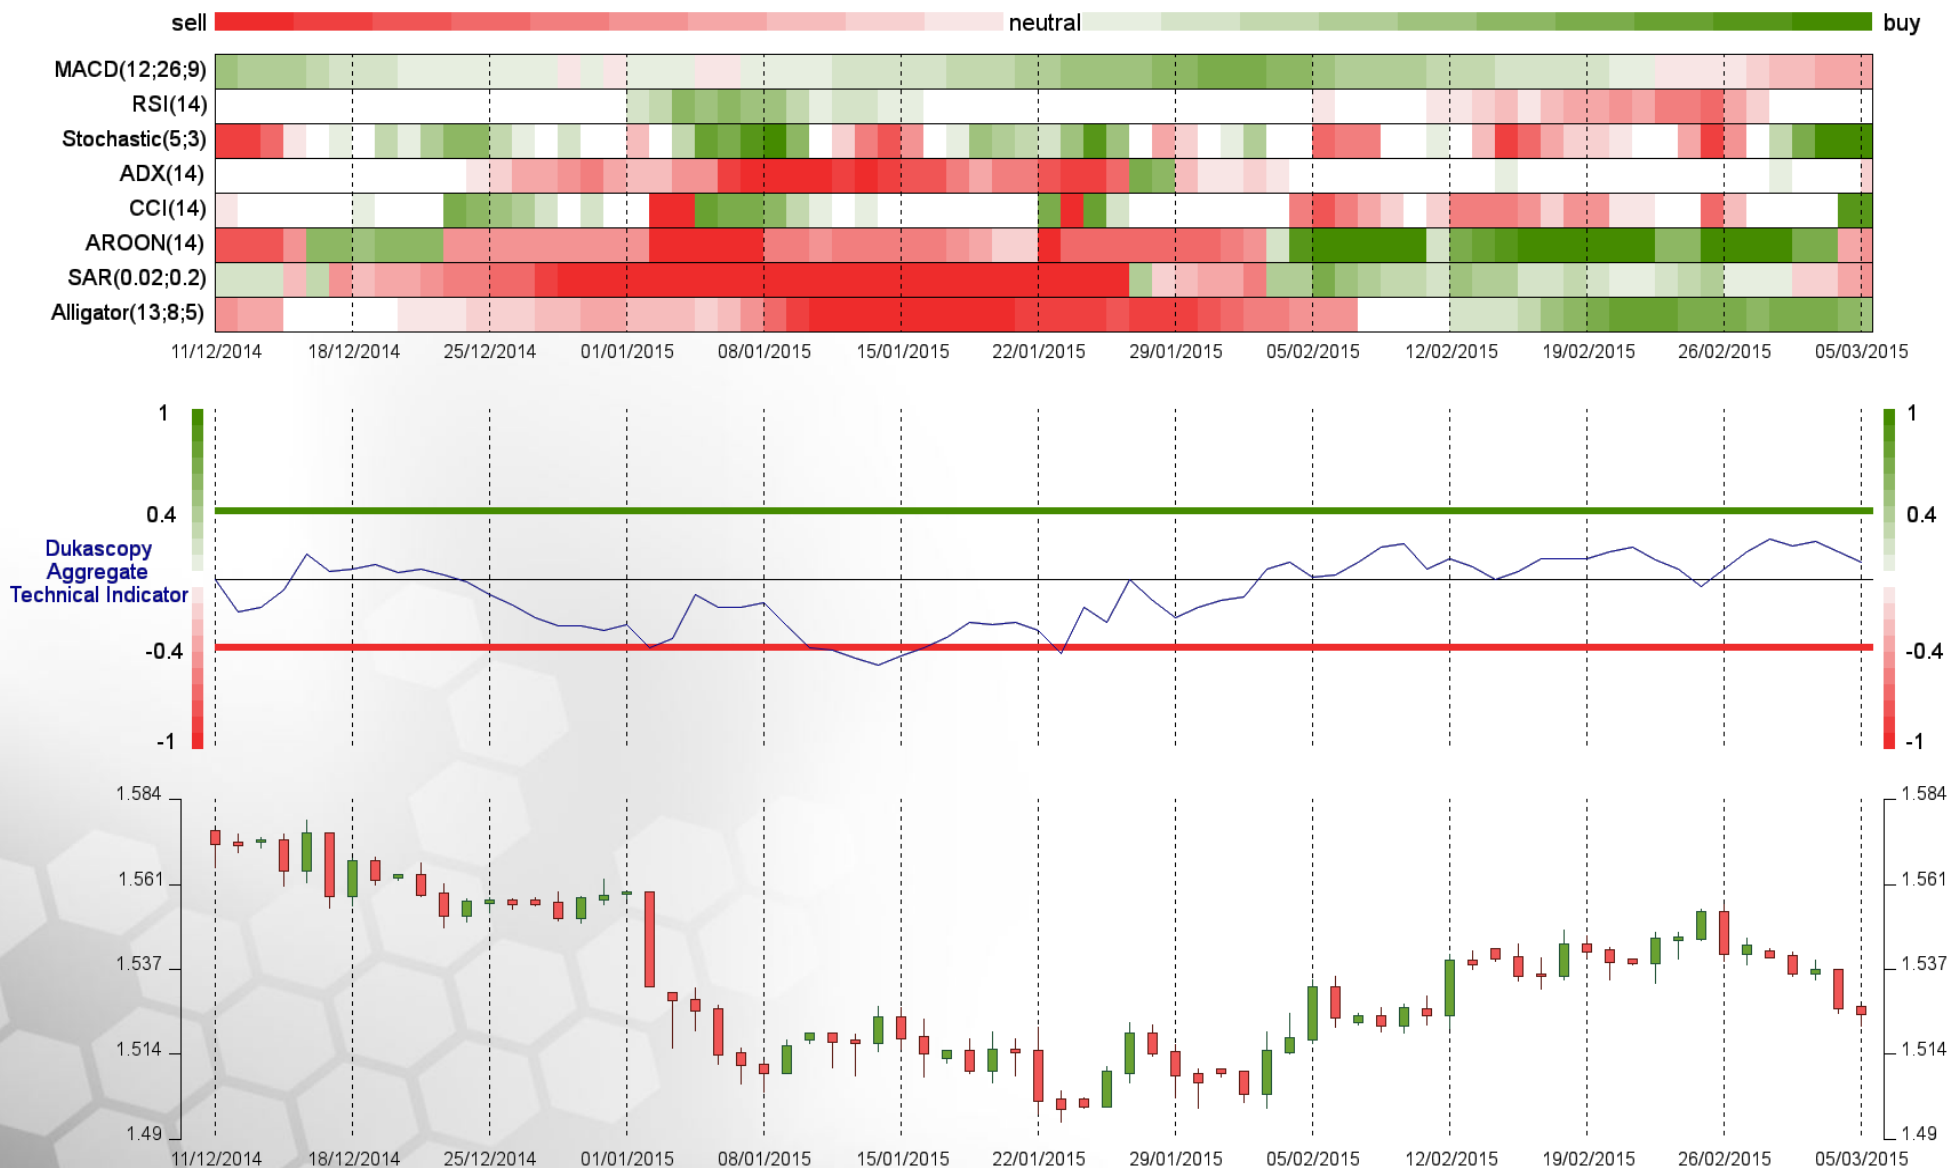 sell neutral buy
MACD(12;26;9)
RSI(14)
Stochastic(5;3)
ADX(14)
CCI(14)
AROON(14)
SAR(0.02;0.2)
Alligator(13;8;5)
11/12/2014 18/12/2014 25/12/2014 01/01/2015 08/01/2015 15/01/2015 22/01/2015 29/01/2015 05/02/2015 12/02/2015 19/02/2015 26/02/2015 05/03/2015
1 1
0.4 0.4
Dukascopy
Aggregate
Technical Indicator
-0.4 -0.4
-1 -1
1.584 1.584
1.561 1.561
1.537 1.537
1.514 1.514
1.49 1.49
11/12/2014 18/12/2014 25/12/2014 01/01/2015 08/01/2015 15/01/2015 22/01/2015 29/01/2015 05/02/2015 12/02/2015 19/02/2015 26/02/2015 05/03/2015